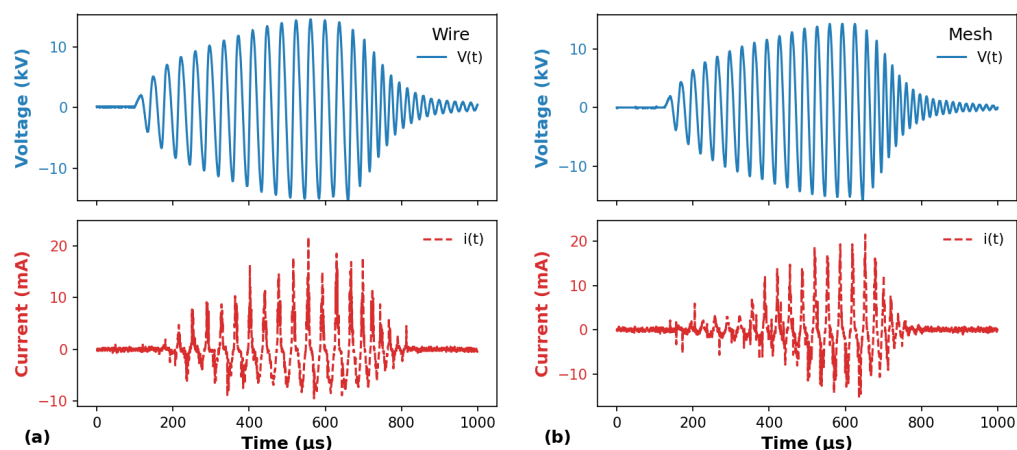 Wire
V(t)
Voltage (kV)
10
0
−10
Mesh
V(t)
Voltage (kV)
10
0
−10
i(t)
Current (mA)
20
10
0
−10
0 200 400 600 800 1000
(a)
Time (μs)
i(t)
Current (mA)
20
10
0
−10
0 200 400 600 800 1000
(b)
Time (μs)